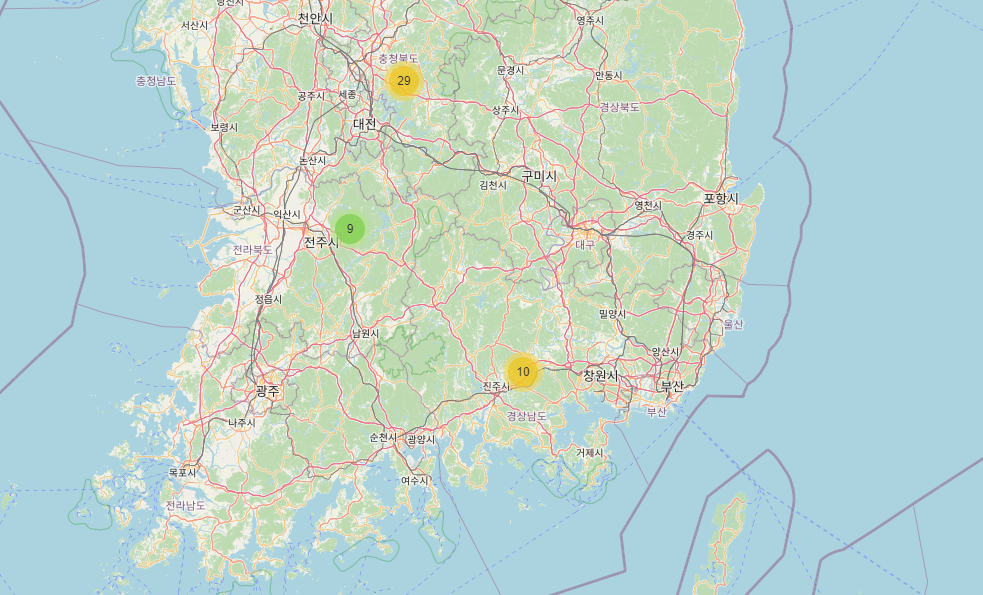 당진시
서산시
천안시
영주시
충청북도
문경시
안동시
충청남도
29
공주시
세종
상주시
경상북도
보령시
대전
논산시
구미시
김천시
포항시
군산시
익산시
영천시
9
전주시
대구
경주시
전라북도
정읍시
밀양시
울산
남원시
양산시
10
진주시
창원시
부산
광주
경상남도
부산
나주시
순천시
광양시
거제시
목포시
여수시
전라남도